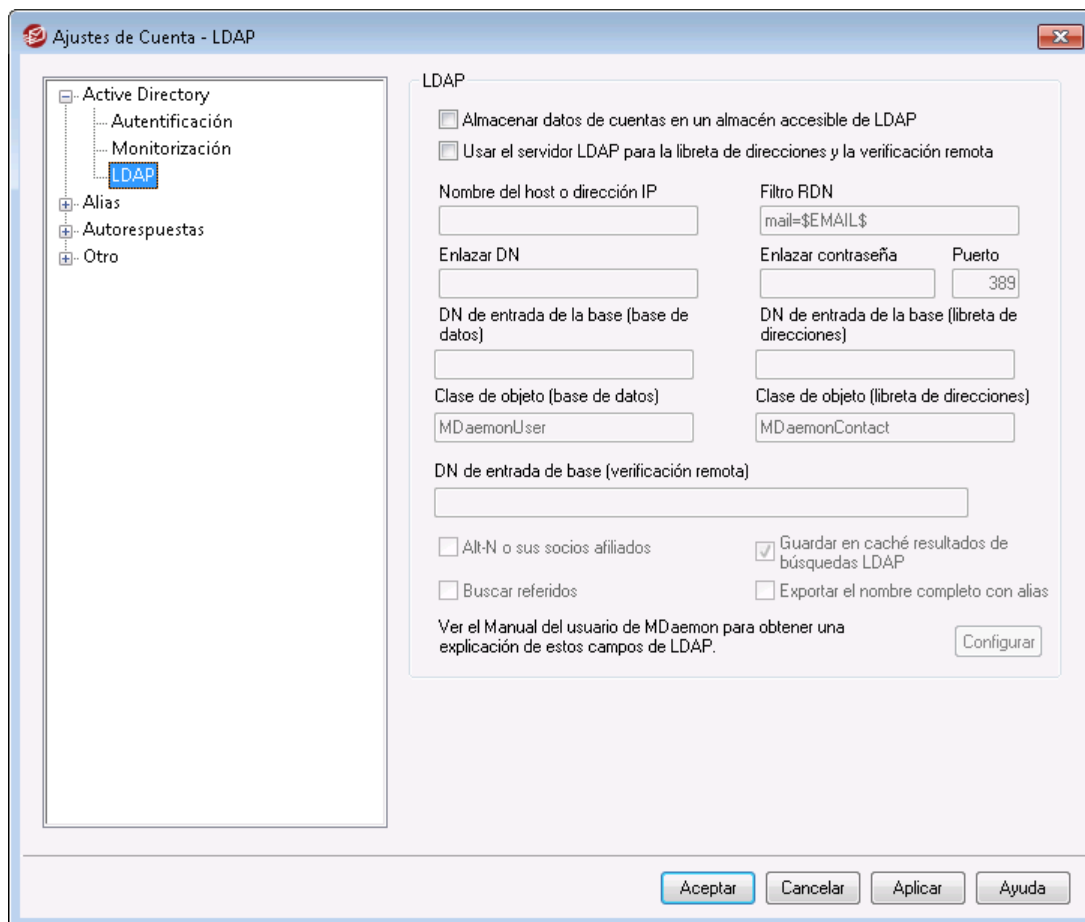 Ajustes de Cuenta - LDAP
Active Directory
Autentificación
Monitorización
LDAP
Alias
Autorespuestas
Otro
LDAP
Almacenar datos de cuentas en un almacén accesible de LDAP
Usar el servidor LDAP para la libreta de direcciones y la verificación remota
Nombre del host o dirección IP
Filtro RDN
mail=$EMAIL$
Enlazar DN
Enlazar contraseña
Puerto
389
DN de entrada de la base (base de
datos)
DN de entrada de la base (libreta de
direcciones)
Clase de objeto (base de datos)
Clase de objeto (libreta de direcciones)
MDaemonUser
MDaemonContact
DN de entrada de base (verificación remota)
Alt-N o sus socios afiliados
Guardar en caché resultados de
búsquedas LDAP
Buscar referidos
Exportar el nombre completo con alias
Ver el Manual del usuario de MDaemon para obtener una
explicación de estos campos de LDAP.
Configurar
Aceptar
Cancelar
Aplicar
Ayuda